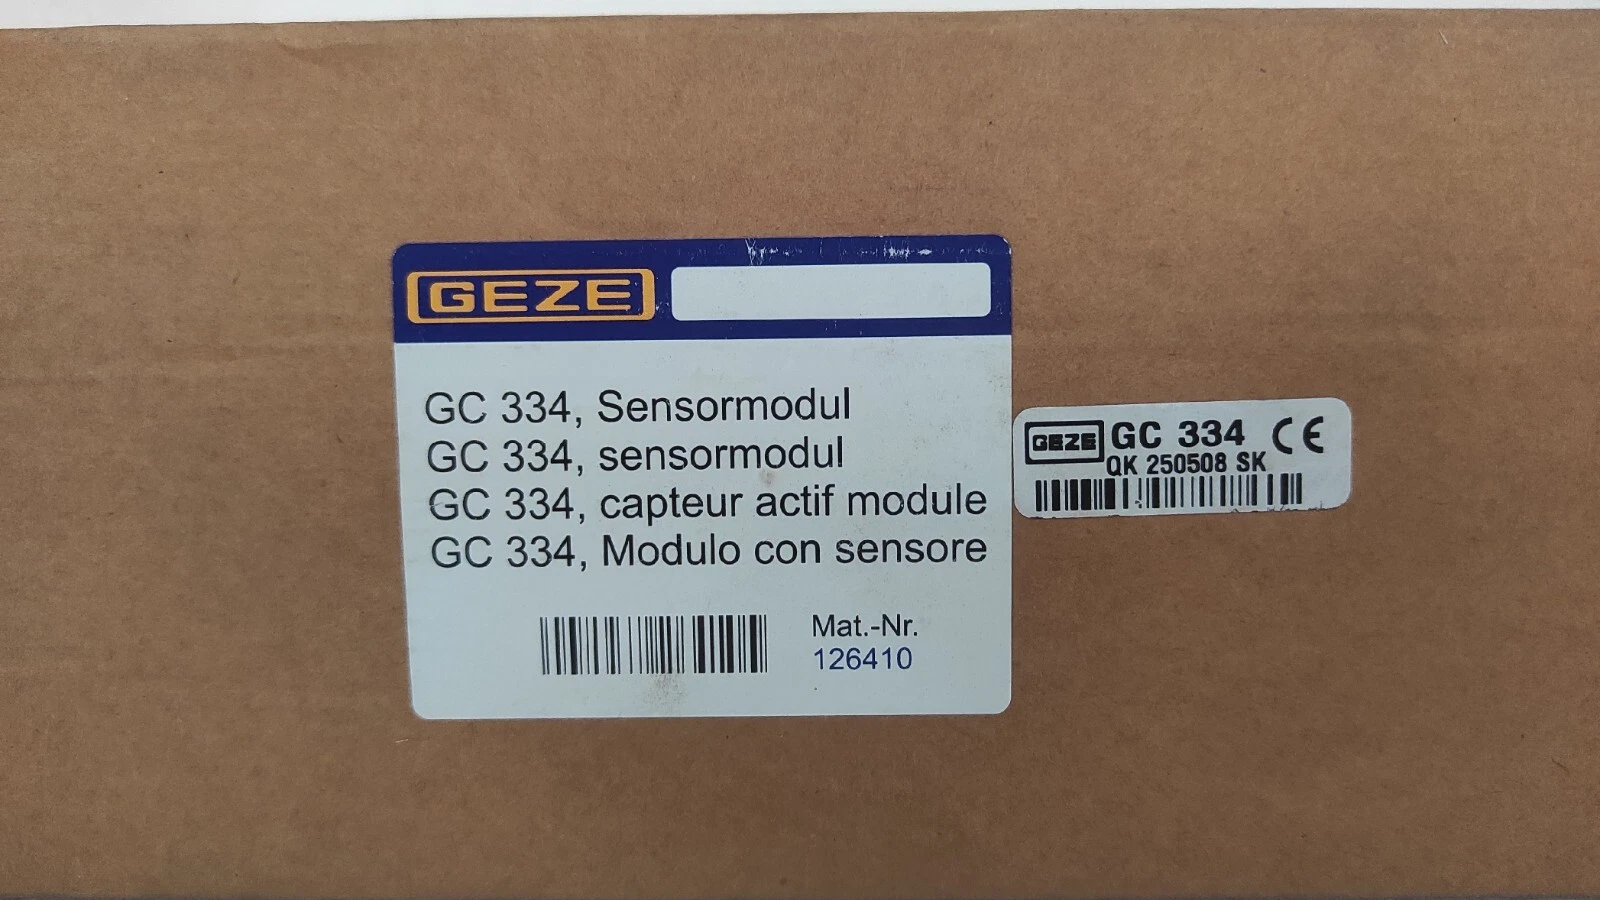 GEZE
GC 334, Sensormodul
GC 334, sensormodul
GC 334, capteur actif module
GC 334, Modulo con sensore
Mat.-Nr.
126410
GEZE GC 334 CE
QK 250508 SK